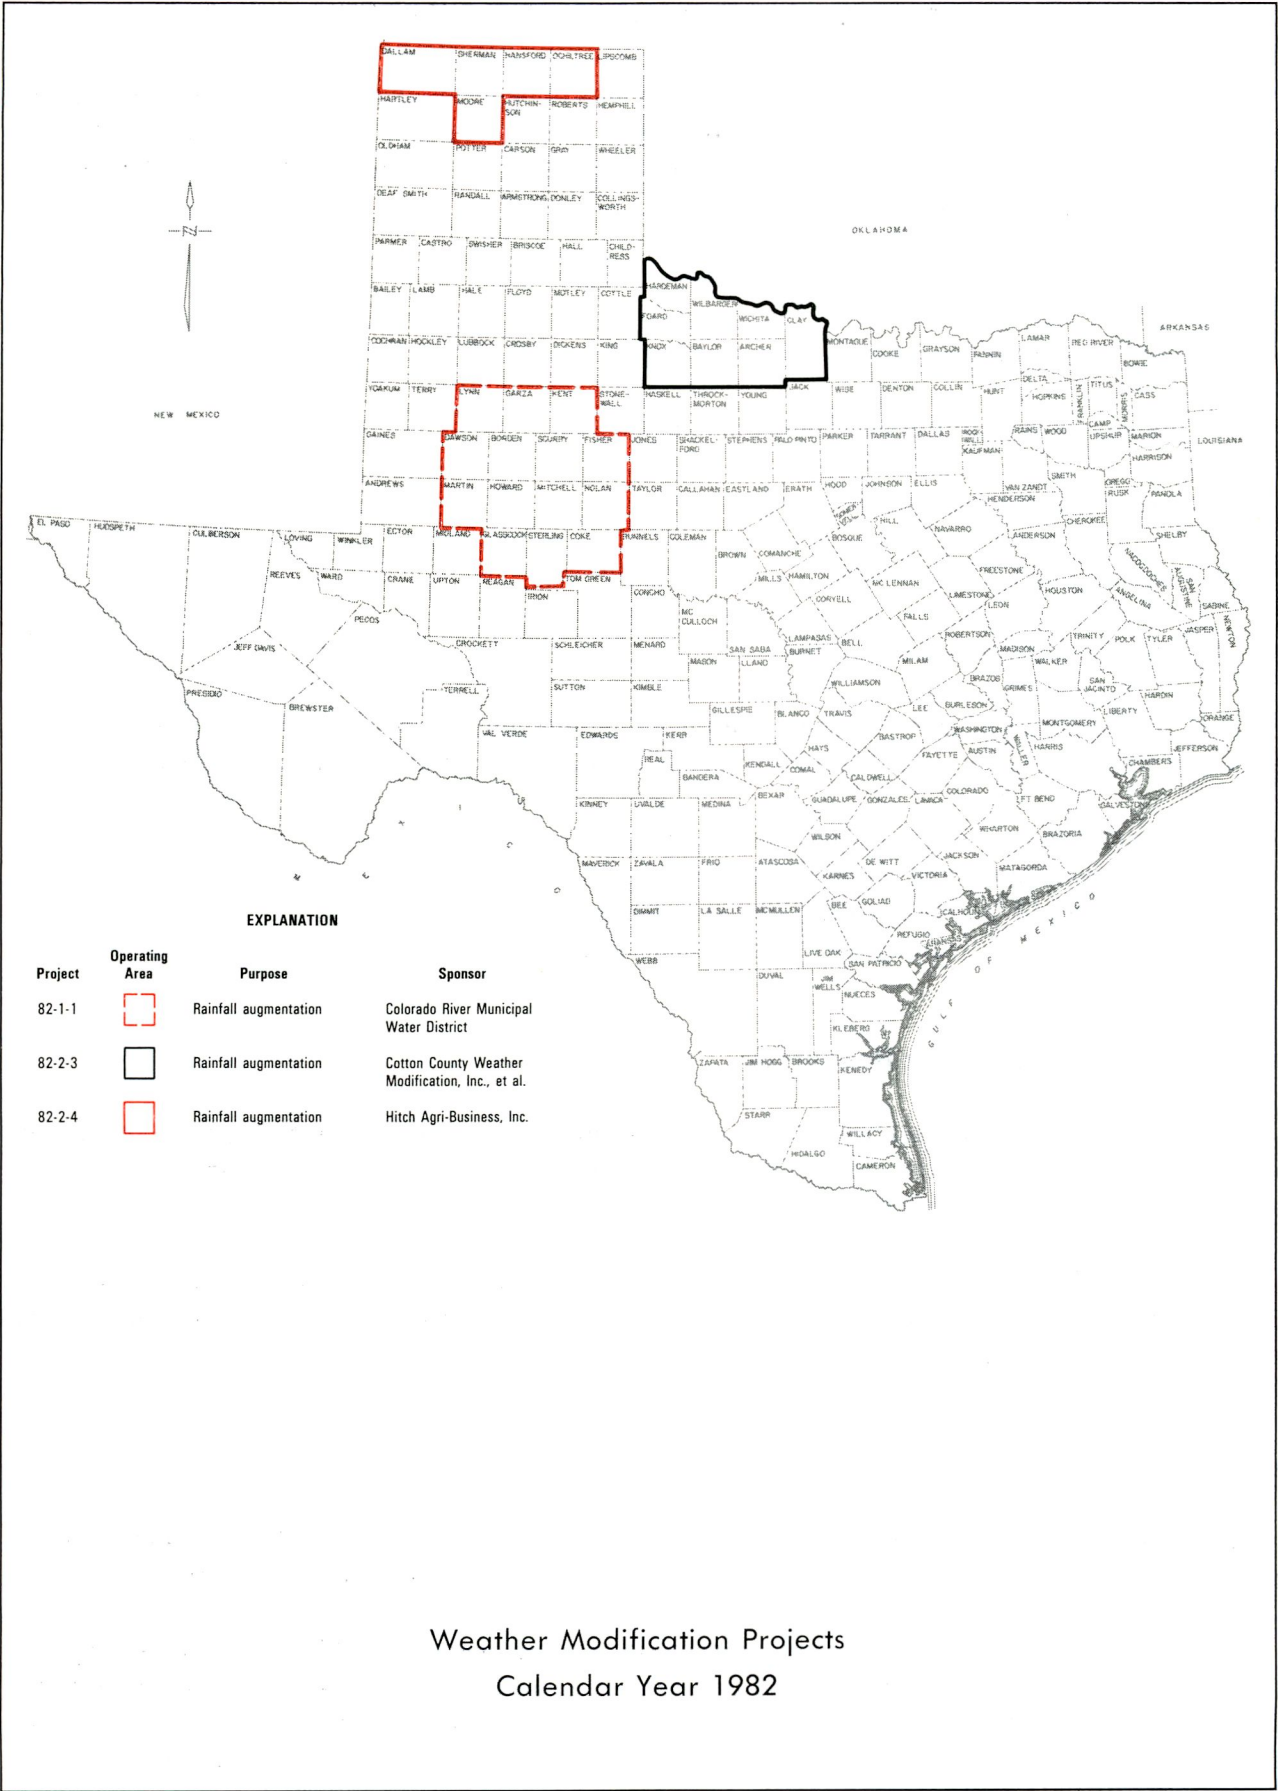 DALLAM SHERMAN HANSFORD OCHILTREE LIPSCOMB
HARTLEY MOORE HUTCHIN-SON ROBERTS HEMPHILL
OLDHAM POTTER CARSON GRAY WHEELER
DEAF SMITH RANDALL ARMSTRONG DONLEY COLLINGS-WORTH
PARMER CASTRO SWISHER BRISCOE HALL CHILD-RESS
OKLAHOMA
BAILEY LAMB HALE FLOYD MOTLEY COTTLE HARDEMAN
WILBARGER
FOARD WICHITA CLAY
ARKANSAS
COCHRAN HOCKLEY LUBBOCK CROSBY DICKENS KING KNOX BAYLOR ARCHER MONTAGUE COOKE GRAYSON FANNIN LAMAR RED RIVER
BOWIE
NEW MEXICO
YOAKUM TERRY LYNN GARZA KENT STONE-WALL HASKELL THROCK-MORTON YOUNG JACK WISE DENTON COLLIN HUNT DELTA HOPKINS FRANKLIN TITUS MORRIS CASS
CAMP
GAINES DAWSON BORDEN SCURRY FISHER JONES SHACKEL-FORD STEPHENS PALO PINTO PARKER TARRANT DALLAS ROCK WALL RAINS WOOD UPSHUR MARION LOUISIANA
KAUFMAN HARRISON
ANDREWS MARTIN HOWARD MITCHELL NOLAN TAYLOR CALLAHAN EASTLAND ERATH HOOD JOHNSON ELLIS VAN ZANDT SMITH GREGG
HENDERSON RUSK PANOLA
EL PASO HUDSPETH CULBERSON LOVING WINKLER ECTOR MIDLAND GLASSCOCK STERLING COKE RUNNELS COLEMAN BROWN COMANCHE BOSQUE HILL NAVARRO ANDERSON CHEROKEE SHELBY
REEVES WARD CRANE UPTON REAGAN TOM GREEN MILLS HAMILTON MC LENNAN FREESTONE NACOGDOCHES SAN AUGUSTINE
IRION CONCHO CORYELL LIMESTONE LEON HOUSTON ANGELINA SABINE
PECOS MC CULLOCH FALLS
JEFF DAVIS CROCKETT SCHLEICHER MENARD SAN SABA LAMPASAS BELL ROBERTSON MADISON TRINITY POLK TYLER JASPER NEWTON
BURNET
MASON LLANO MILAM WALKER
PRESIDIO BREWSTER TERRELL SUTTON KIMBLE WILLIAMSON BRAZOS GRIMES SAN JACINTO HARDIN
GILLESPIE BLANCO TRAVIS LEE BURLESON MONTGOMERY LIBERTY ORANGE
VAL VERDE EDWARDS KERR HAYS BASTROP WASHINGTON WALLER HARRIS JEFFERSON
REAL KENDALL COMAL FAYETTE AUSTIN CHAMBERS
BANDERA CALDWELL
KINNEY UVALDE MEDINA BEXAR GUADALUPE GONZALES LAVACA COLORADO FT BEND GALVESTON
WILSON WHARTON BRAZORIA
MAVERICK ZAVALA FRIO ATASCOSA KARNES DE WITT JACKSON MATAGORDA
VICTORIA
MEXICO
DIMMIT LA SALLE MCMULLEN BEE GOLIAD CALHOUN
REFUGIO ARANSAS
LIVE OAK
WEBB SAN PATRICIO
GULF OF MEXICO
DUVAL JIM WELLS NUECES
KLEBERG
ZAPATA JIM HOGG BROOKS KENEDY
STARR
WILLACY
HIDALGO CAMERON
EXPLANATION
Project Operating Area Purpose Sponsor
82-1-1 Rainfall augmentation Colorado River Municipal
Water District
82-2-3 Rainfall augmentation Cotton County Weather
Modification, Inc., et al.
82-2-4 Rainfall augmentation Hitch Agri-Business, Inc.
Weather Modification Projects
Calendar Year 1982